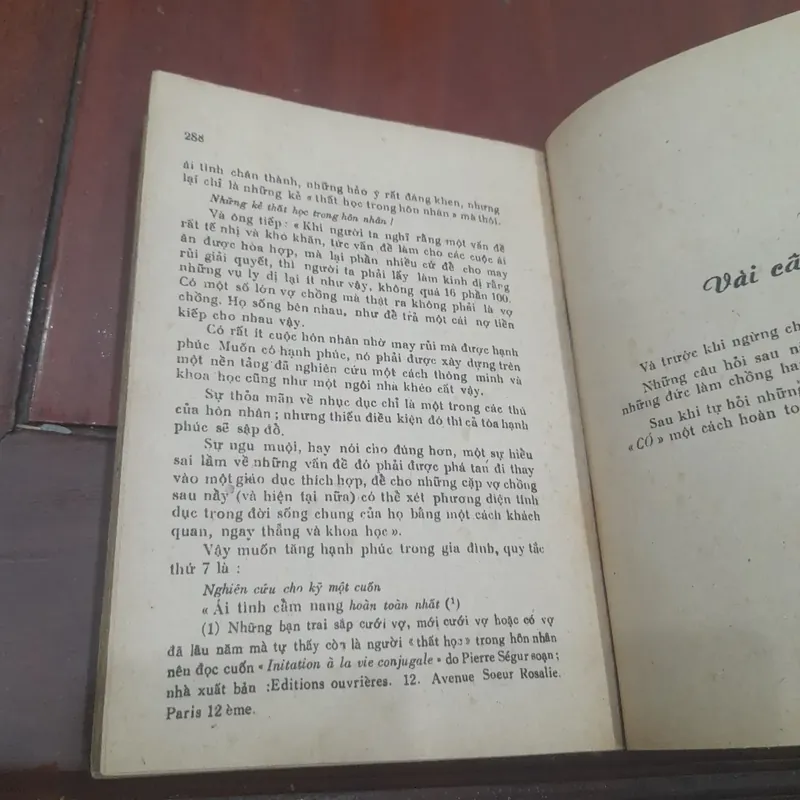 288
ái tình chân thành, những hảo ý rất đáng khen, nhưng
lại chỉ là những kẻ « thất học trong hôn nhân » mà thôi.
Những kẻ thất học trong hôn nhân !
Và ông tiếp : « Khi người ta nghĩ rằng một vấn đề
rất tế nhị và khó khăn, tức vấn đề làm cho các cuộc ái
ân được hòa hợp, mà lại phần nhiều cứ để cho may
rủi giải quyết, thì người ta phải lấy làm kinh dị rằng
những vụ ly dị lại ít như vậy, không quá 16 phần 100.
Có một số lớn vợ chồng mà thật ra không phải là vợ
chồng. Họ sống bên nhau, như để trả một cái nợ tiền
kiếp cho nhau vậy.
Có rất ít cuộc hôn nhân nhờ may rủi mà được hạnh
phúc Muốn có hạnh phúc, nó phải được xây dựng trên
một nền tảng đã nghiên cứu một cách thông minh và
khoa học cũng như một ngôi nhà khéo cất vậy.
Sự thỏa mãn về nhục dục chỉ là một trong các thú
của hôn nhân ; nhưng thiếu điều kiện đó thì cả tòa hạnh
phúc sẽ sập đổ.
Sự ngu muội, hay nói cho đúng hơn, một sự hiểu
sai lầm về những vấn đề đó phải được phá tan đi thay
vào một giáo dục thích hợp, để cho những cặp vợ chồng
sau nầy (và hiện tại nữa) có thể xét phương diện tình
dục trong đời sống chung của họ bằng một cách khách
quan, ngay thẳng và khoa học ».
Vậy muốn tăng hạnh phúc trong gia đình, quy tắc
thứ 7 là :
Nghiên cứu cho kỹ một cuốn
« Ái tình cẩm nang hoàn toàn nhất (1)
(1) Những bạn trai sắp cưới vợ, mới cưới vợ hoặc có vợ
đã lâu năm mà tự thấy còn là người « thất học » trong hôn nhân
nên đọc cuốn « Initation à la vie conjugale » do Pierre Ségur soạn ;
nhà xuất bản :Editions ouvrières. 12. Avenue Soeur Rosalie.
Paris 12 ème.
Vài câ
Và trước khi ngừng ch
Những câu hỏi sau n
những đức làm chồng ha
Sau khi tự hỏi những
«CÓ» một cách hoàn to